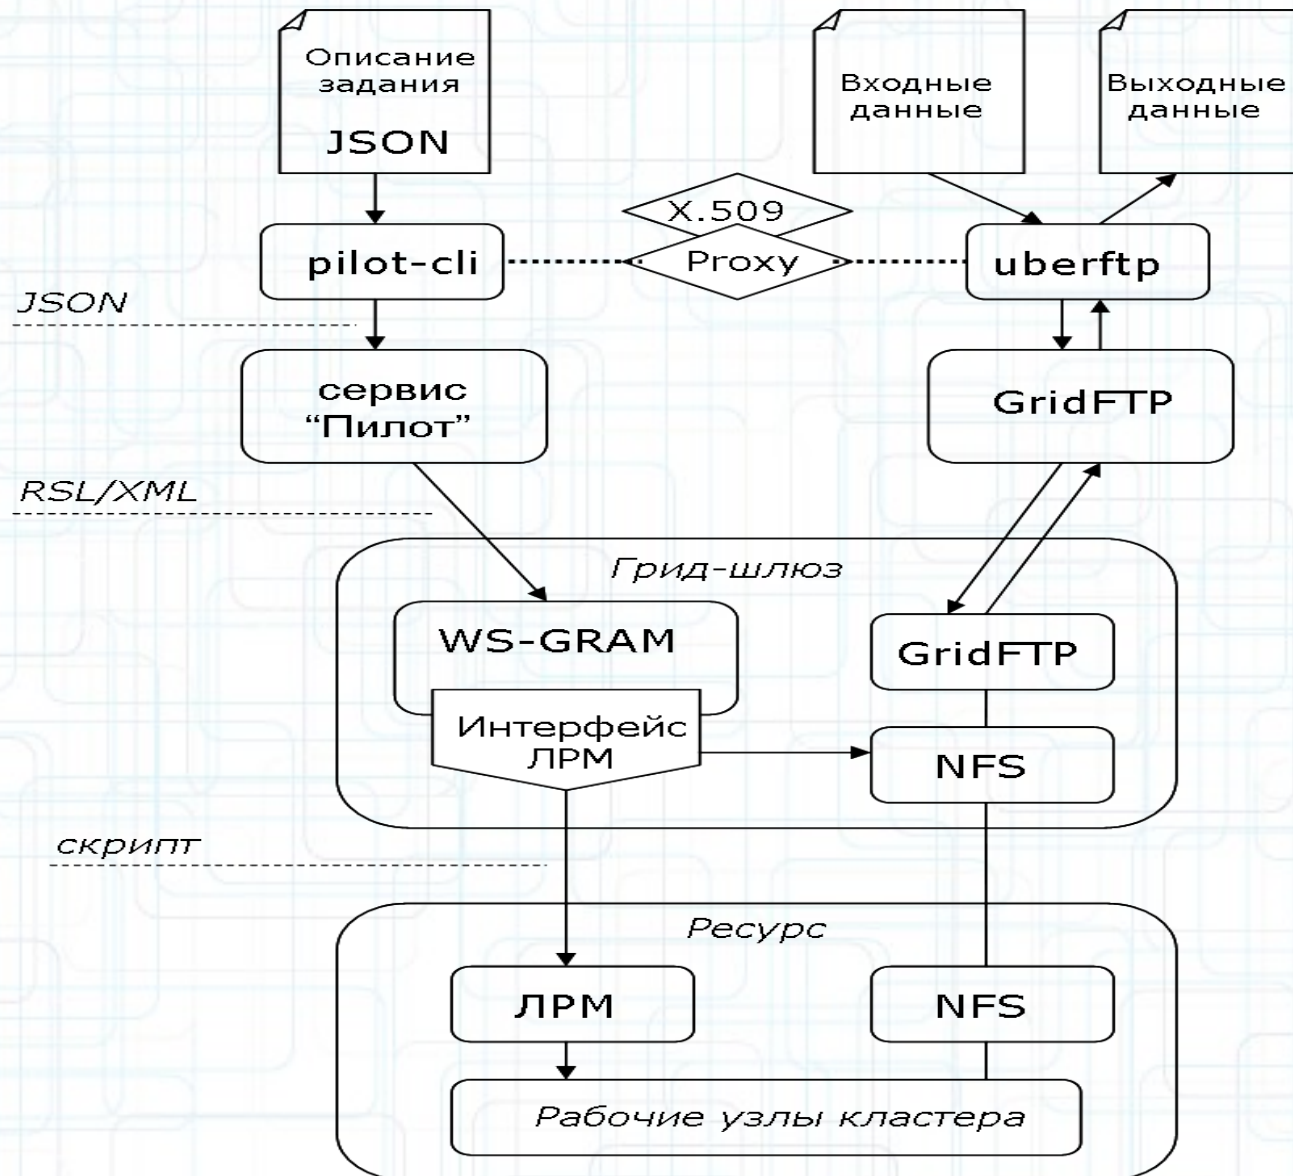 Описание
задания
JSON
Входные
данные
Выходные
данные
X.509
Proxy
pilot-cli
uberftp
JSON
сервис
“Пилот”
GridFTP
RSL/XML
Грид-шлюз
WS-GRAM
GridFTP
Интерфейс
ЛРМ
NFS
скрипт
Ресурс
ЛРМ
NFS
Рабочие узлы кластера